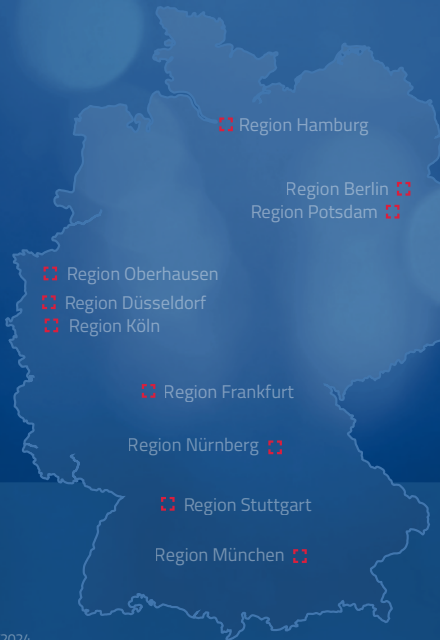 Region Hamburg
Region Berlin
Region Potsdam
Region Oberhausen
Region Düsseldorf
Region Köln
Region Frankfurt
Region Nürnberg
Region Stuttgart
Region München
2024